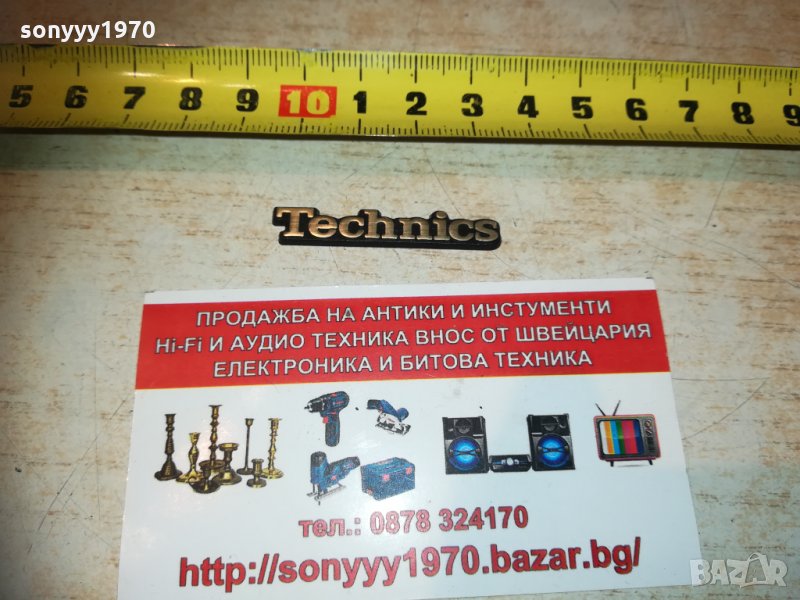 sonyyy1970
5 6 7 8 9 10 1 2 3 4 5 6 7 8 9
Technics
ПРОДАЖБА НА АНТИКИ И ИНСТУМЕНТИ
Hi-Fi И АУДИО ТЕХНИКА ВНОС ОТ ШВЕЙЦАРИЯ
ЕЛЕКТРОНИКА И БИТОВА ТЕХНИКА
тел.: 0878 324170
http://sonyyy1970.bazar.bg/
BAZAR